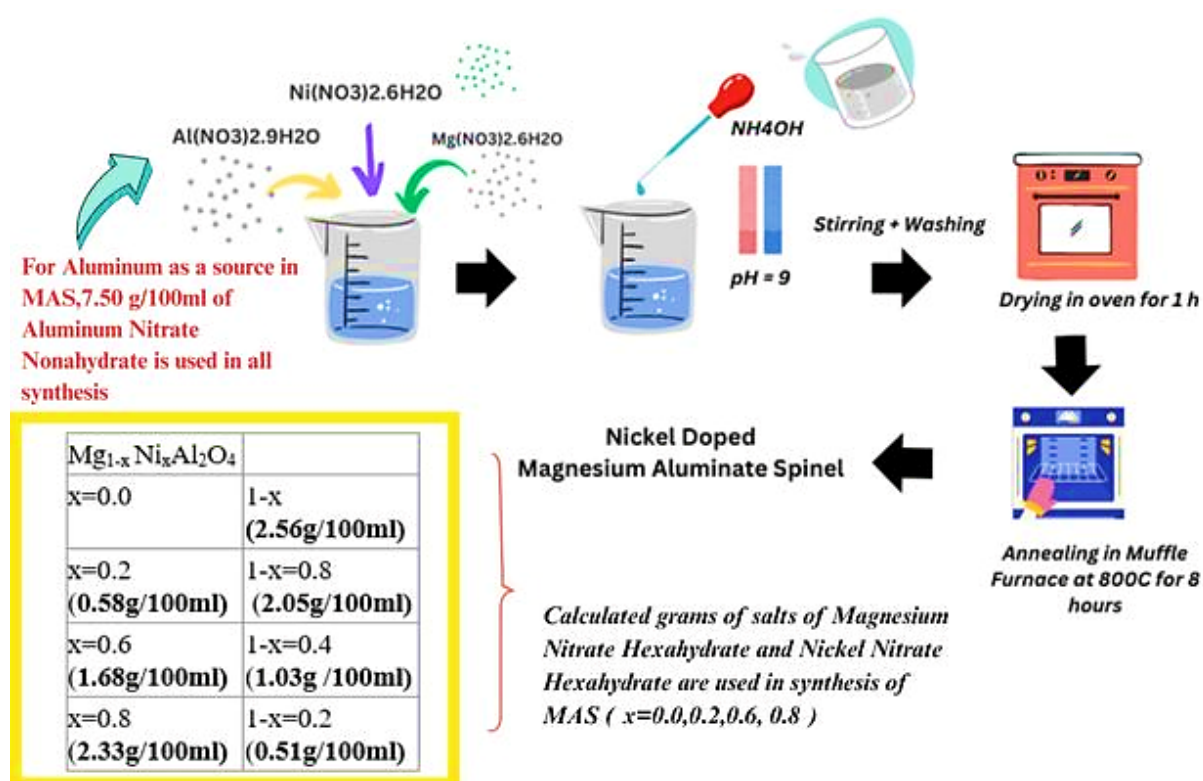 Ni(NO3)2.6H2O
Al(NO3)2.9H2O
Mg(NO3)2.6H2O
For Aluminum as a source in
MAS,7.50 g/100ml of
Aluminum Nitrate
Nonahydrate is used in all
synthesis
NH4OH
pH = 9
Stirring + Washing
Drying in oven for 1 h
Annealing in Muffle
Furnace at 800C for 8
hours
Nickel Doped
Magnesium Aluminate Spinel
Mg1-x NixAl2O4
x=0.0 1-x
(2.56g/100ml)
x=0.2 1-x=0.8
(0.58g/100ml) (2.05g/100ml)
x=0.6 1-x=0.4
(1.68g/100ml) (1.03g /100ml)
x=0.8 1-x=0.2
(2.33g/100ml) (0.51g/100ml)
Calculated grams of salts of Magnesium
Nitrate Hexahydrate and Nickel Nitrate
Hexahydrate are used in synthesis of
MAS ( x=0.0,0.2,0.6, 0.8 )